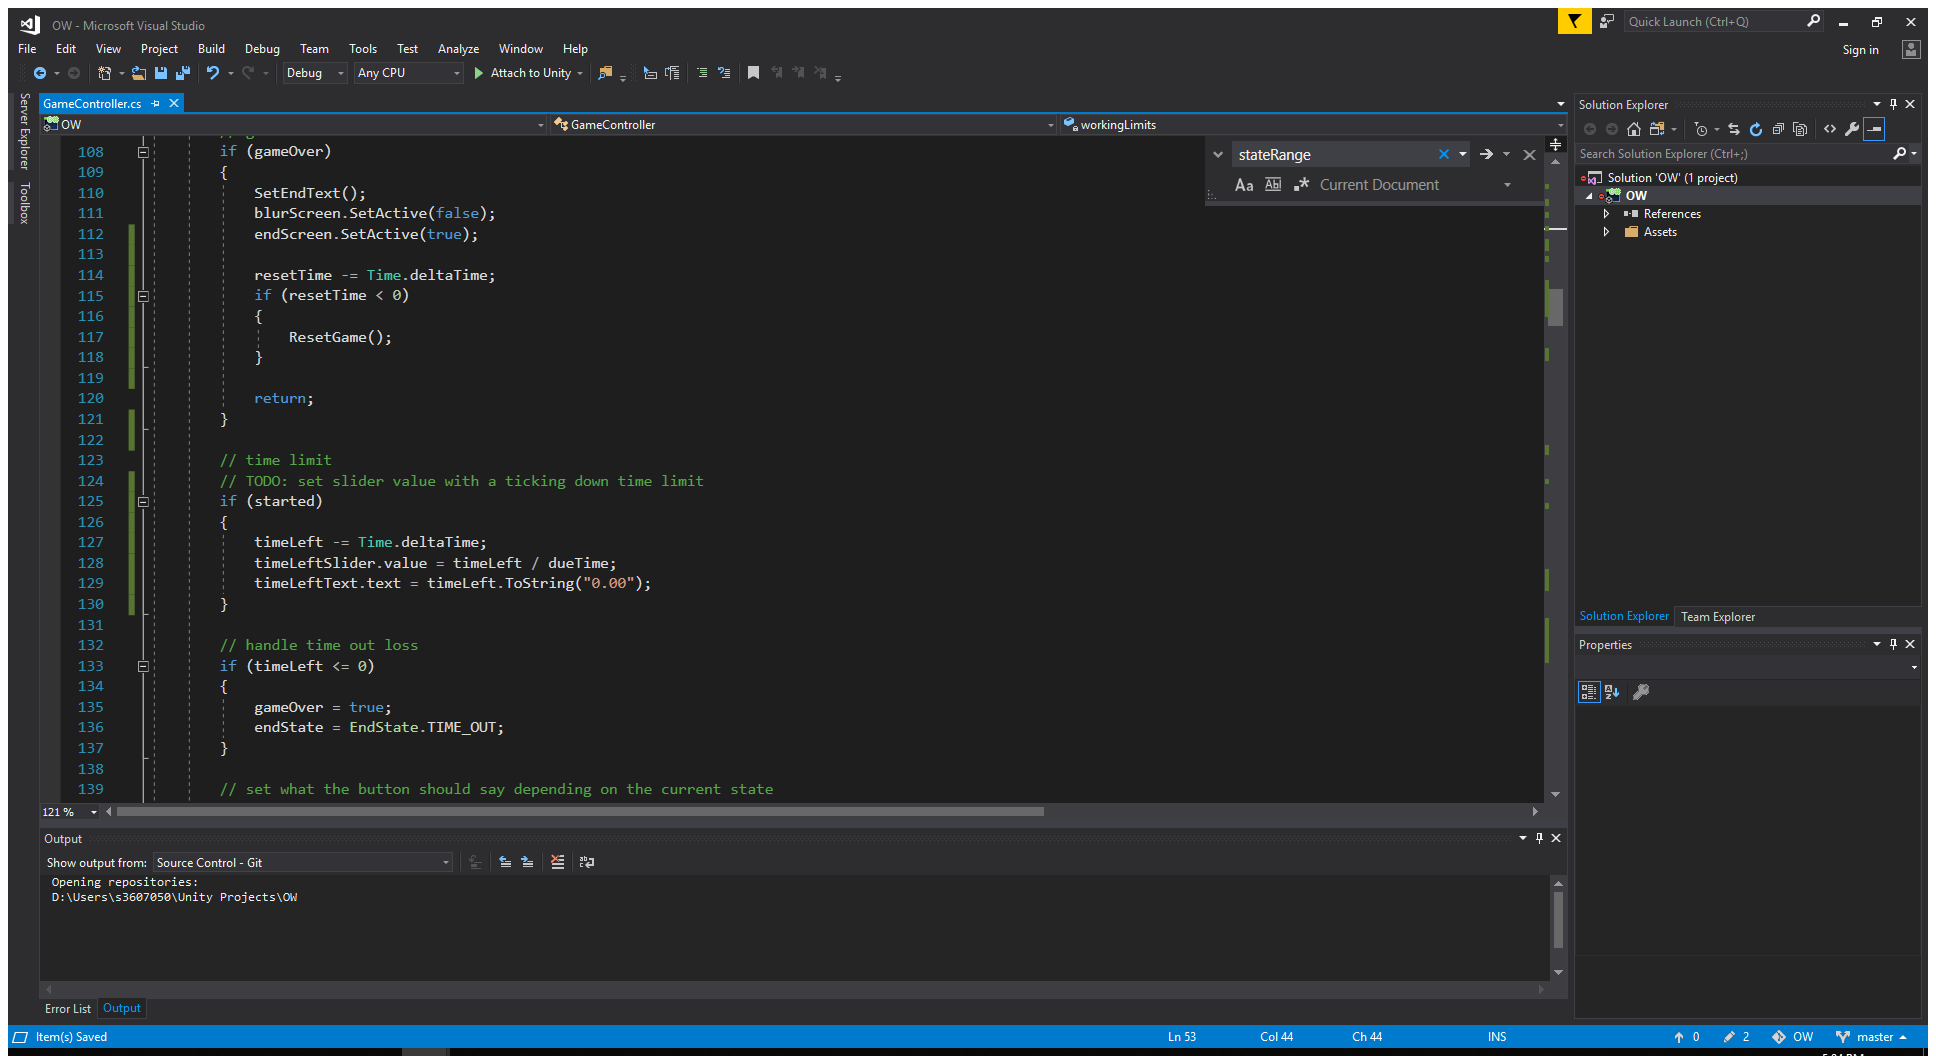 OW - Microsoft Visual Studio
Quick Launch (Ctrl+Q)
File Edit View Project Build Debug Team Tools Test Analyze Window Help
Sign in
Debug Any CPU Attach to Unity
Server Explorer
Toolbox
GameController.cs
OW GameController workingLimits
stateRange
Aa Abl .* Current Document
108 if (gameOver)
109 {
110 SetEndText();
111 blurScreen.SetActive(false);
112 endScreen.SetActive(true);
113
114 resetTime -= Time.deltaTime;
115 if (resetTime < 0)
116 {
117 ResetGame();
118 }
119
120 return;
121 }
122
123 // time limit
124 // TODO: set slider value with a ticking down time limit
125 if (started)
126 {
127 timeLeft -= Time.deltaTime;
128 timeLeftSlider.value = timeLeft / dueTime;
129 timeLeftText.text = timeLeft.ToString("0.00");
130 }
131
132 // handle time out loss
133 if (timeLeft <= 0)
134 {
135 gameOver = true;
136 endState = EndState.TIME_OUT;
137 }
138
139 // set what the button should say depending on the current state
121 %
Output
Show output from: Source Control - Git
Opening repositories:
D:\Users\s3607050\Unity Projects\OW
Error List Output
Solution Explorer
Search Solution Explorer (Ctrl+;)
Solution 'OW' (1 project)
OW
References
Assets
Solution Explorer Team Explorer
Properties
Item(s) Saved Ln 53 Col 44 Ch 44 INS 0 2 OW master